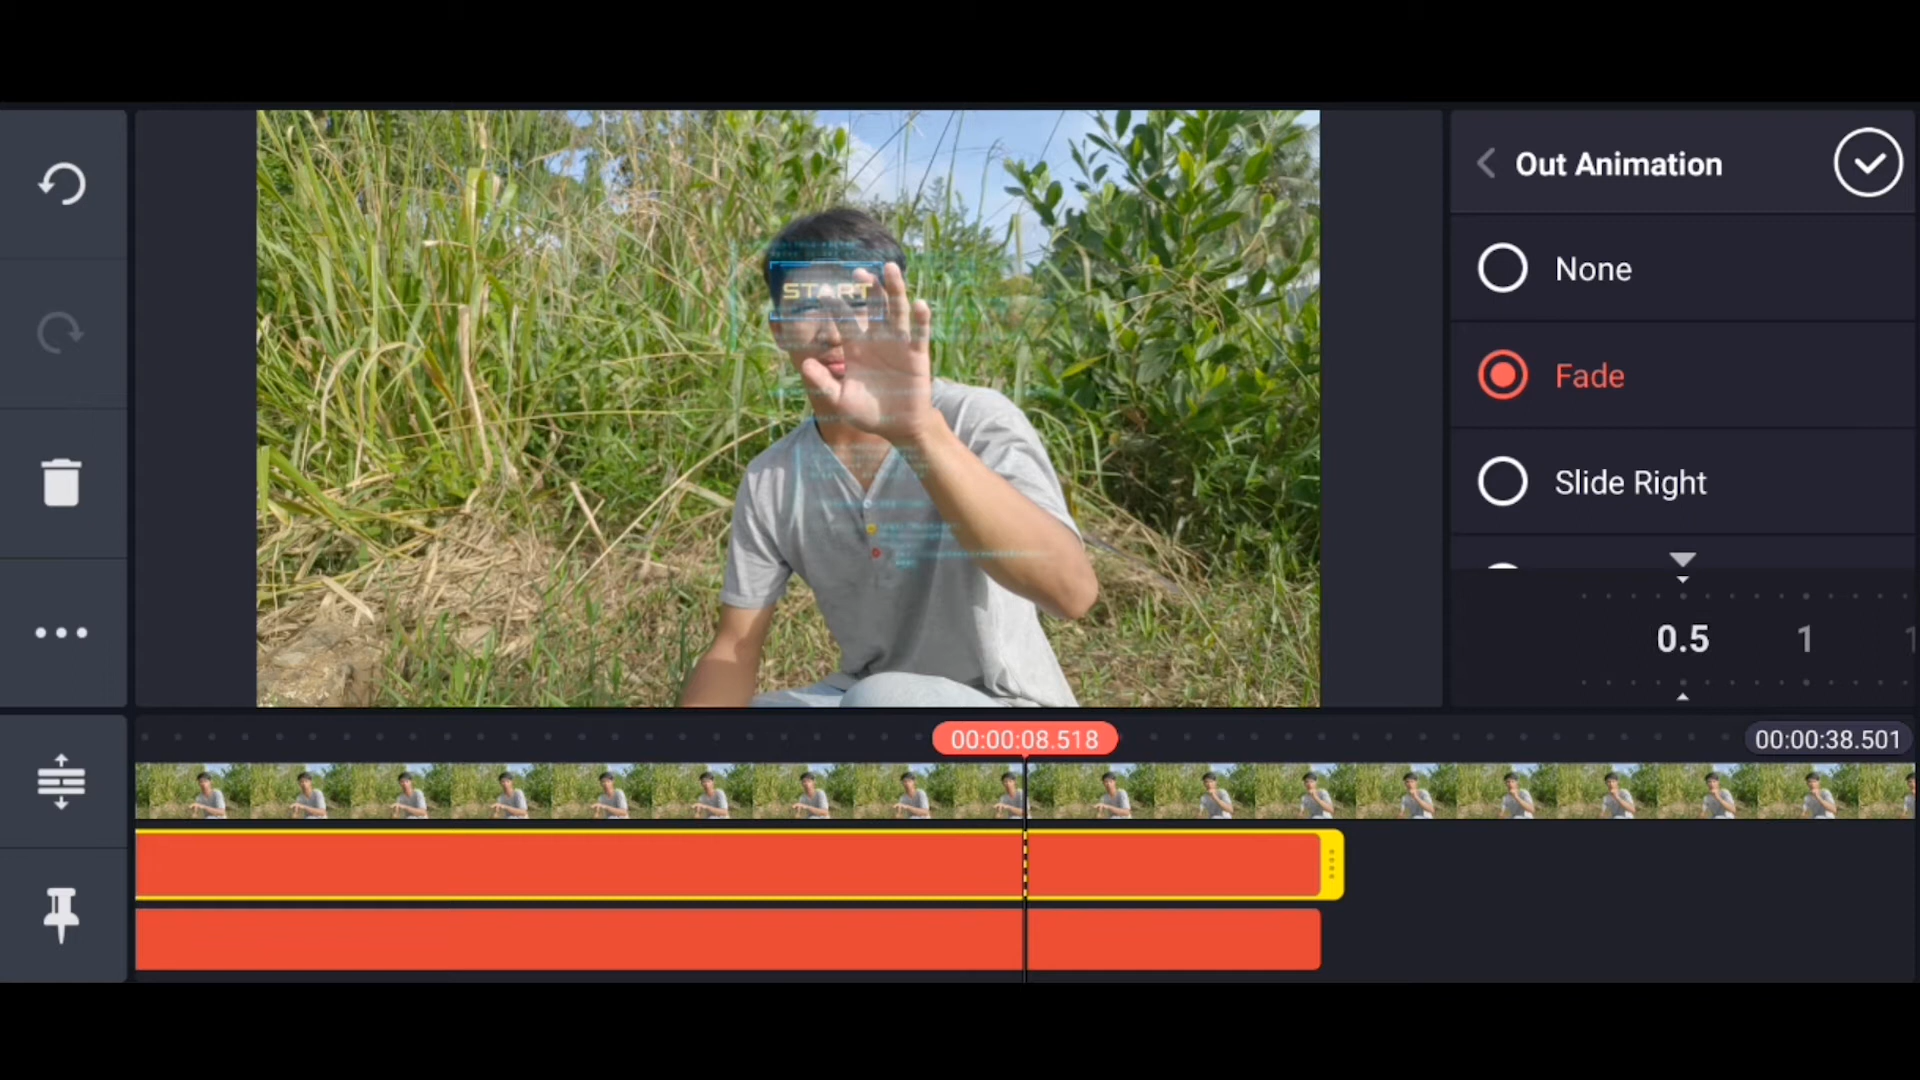 Out Animation
None
START
Fade
Slide Right
0.5 1
00:00:08.518 00:00:38.501